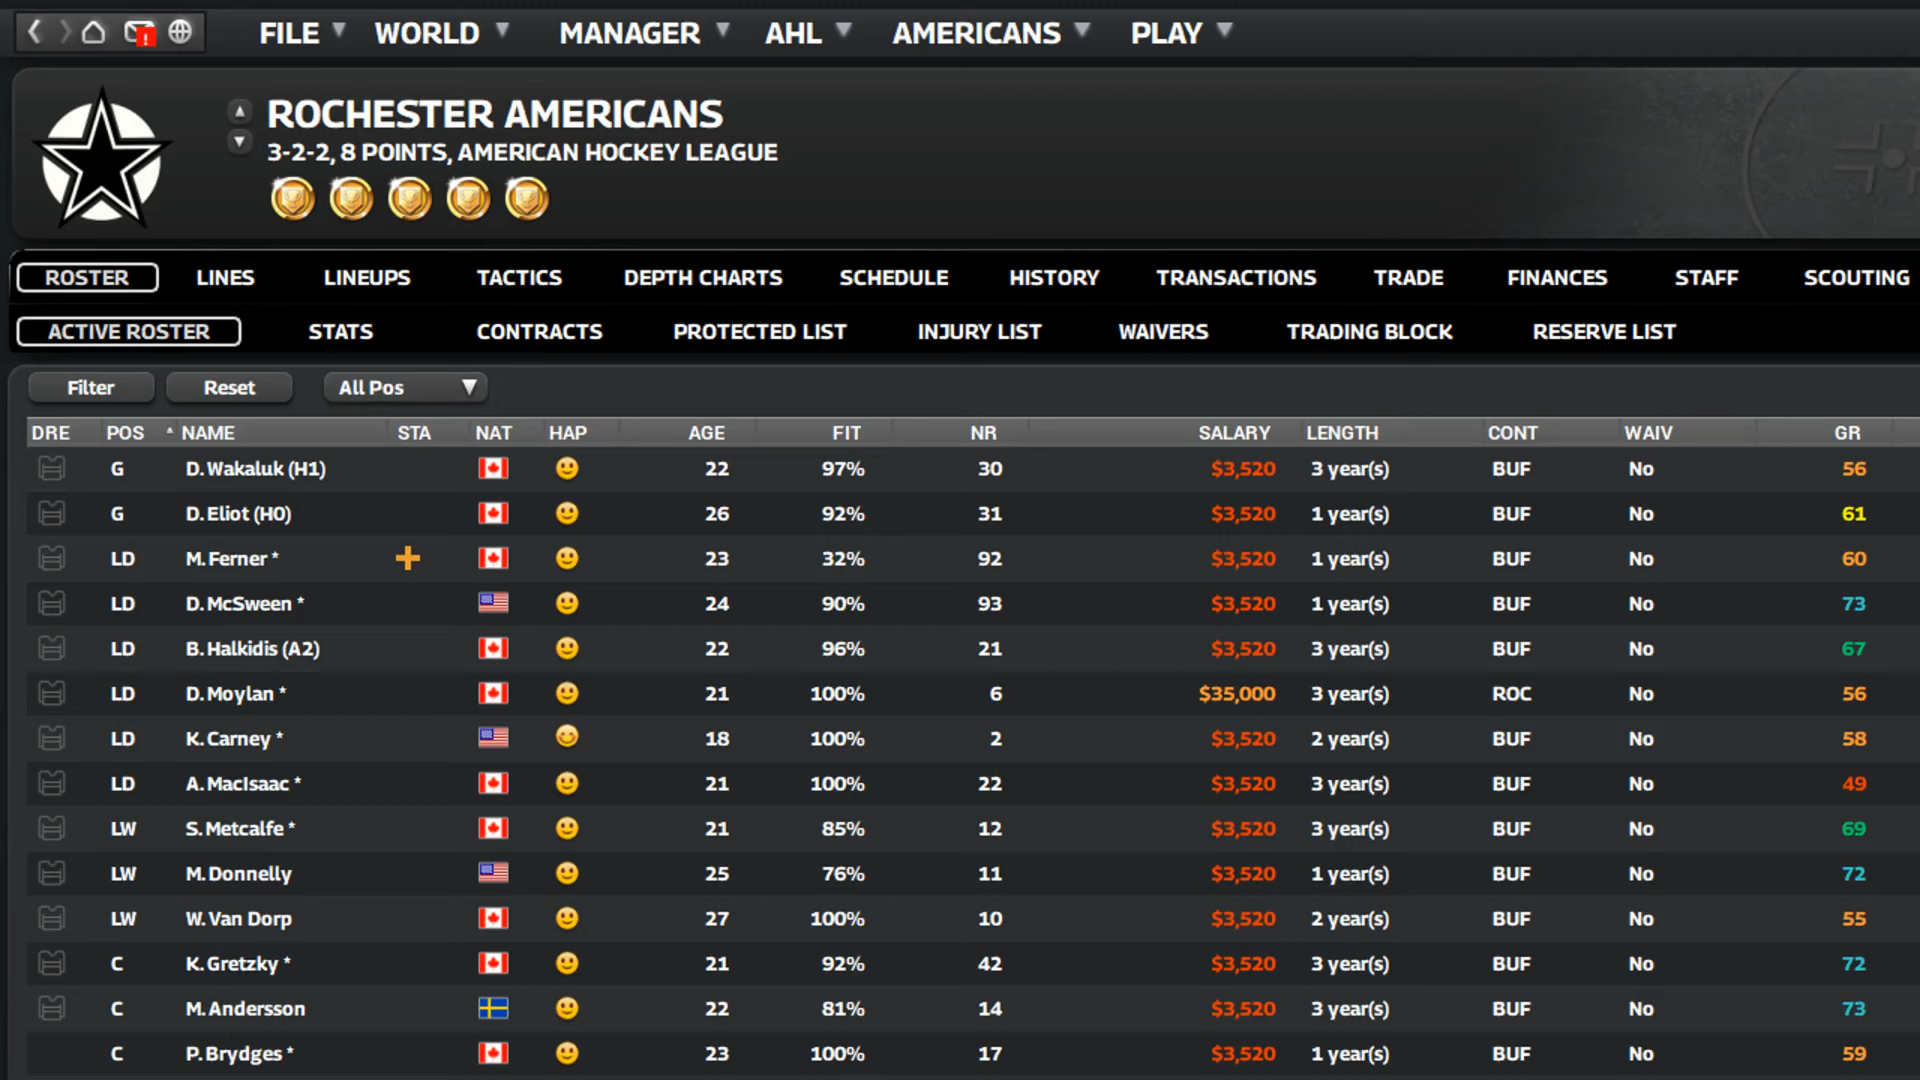 FILE WORLD MANAGER AHL AMERICANS PLAY
ROCHESTER AMERICANS
3-2-2, 8 POINTS, AMERICAN HOCKEY LEAGUE
ROSTER LINES LINEUPS TACTICS DEPTH CHARTS SCHEDULE HISTORY TRANSACTIONS TRADE FINANCES STAFF SCOUTING
ACTIVE ROSTER STATS CONTRACTS PROTECTED LIST INJURY LIST WAIVERS TRADING BLOCK RESERVE LIST
Filter Reset All Pos
DRE POS NAME STA NAT HAP AGE FIT NR SALARY LENGTH CONT WAIV GR
G D. Wakaluk (H1) 22 97% 30 $3,520 3 year(s) BUF No 56
G D. Eliot (H0) 26 92% 31 $3,520 1 year(s) BUF No 61
LD M. Ferner * 23 32% 92 $3,520 1 year(s) BUF No 60
LD D. McSween * 24 90% 93 $3,520 1 year(s) BUF No 73
LD B. Halkidis (A2) 22 96% 21 $3,520 3 year(s) BUF No 67
LD D. Moylan * 21 100% 6 $35,000 3 year(s) ROC No 56
LD K. Carney * 18 100% 2 $3,520 2 year(s) BUF No 58
LD A. MacIsaac * 21 100% 22 $3,520 3 year(s) BUF No 49
LW S. Metcalfe * 21 85% 12 $3,520 3 year(s) BUF No 69
LW M. Donnelly 25 76% 11 $3,520 1 year(s) BUF No 72
LW W. Van Dorp 27 100% 10 $3,520 2 year(s) BUF No 55
C K. Gretzky * 21 92% 42 $3,520 3 year(s) BUF No 72
C M. Andersson 22 81% 14 $3,520 3 year(s) BUF No 73
C P. Brydges * 23 100% 17 $3,520 1 year(s) BUF No 59